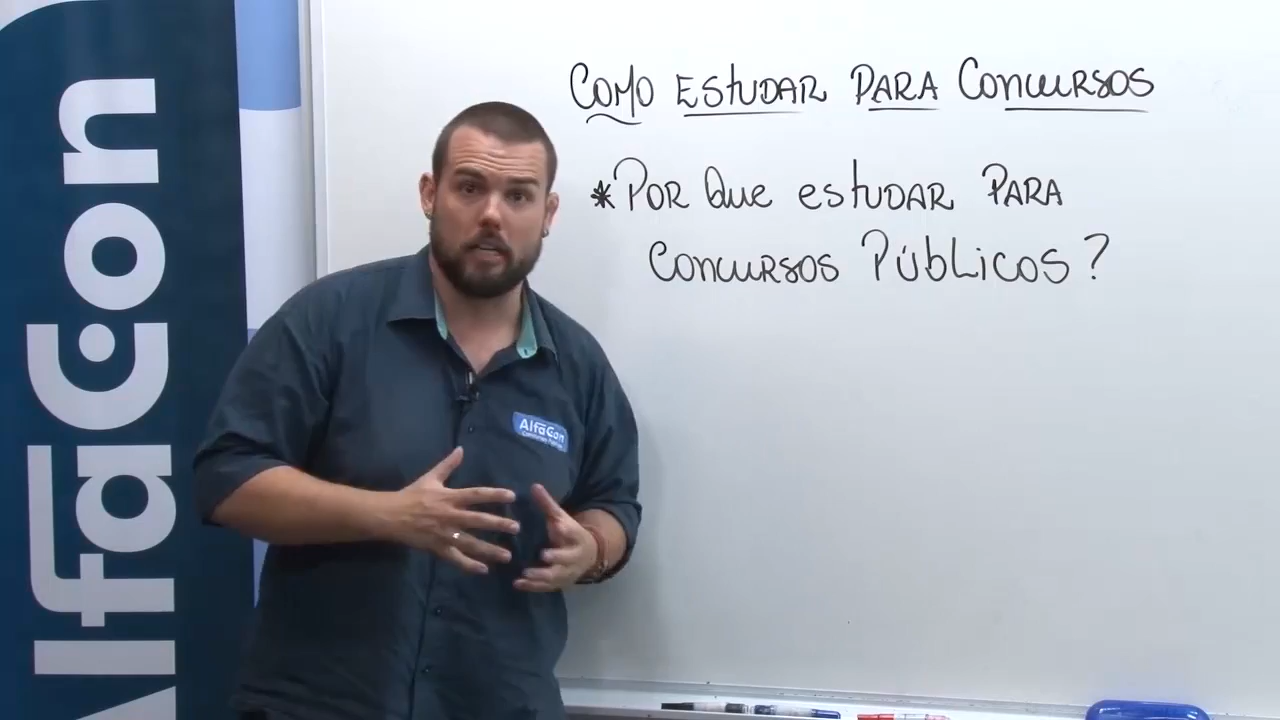 AlfaCon
COMO ESTUDAR PARA CONCURSOS
*POR QUE ESTUDAR PARA
CONCURSOS PÚBLICOS?
AlfaCon